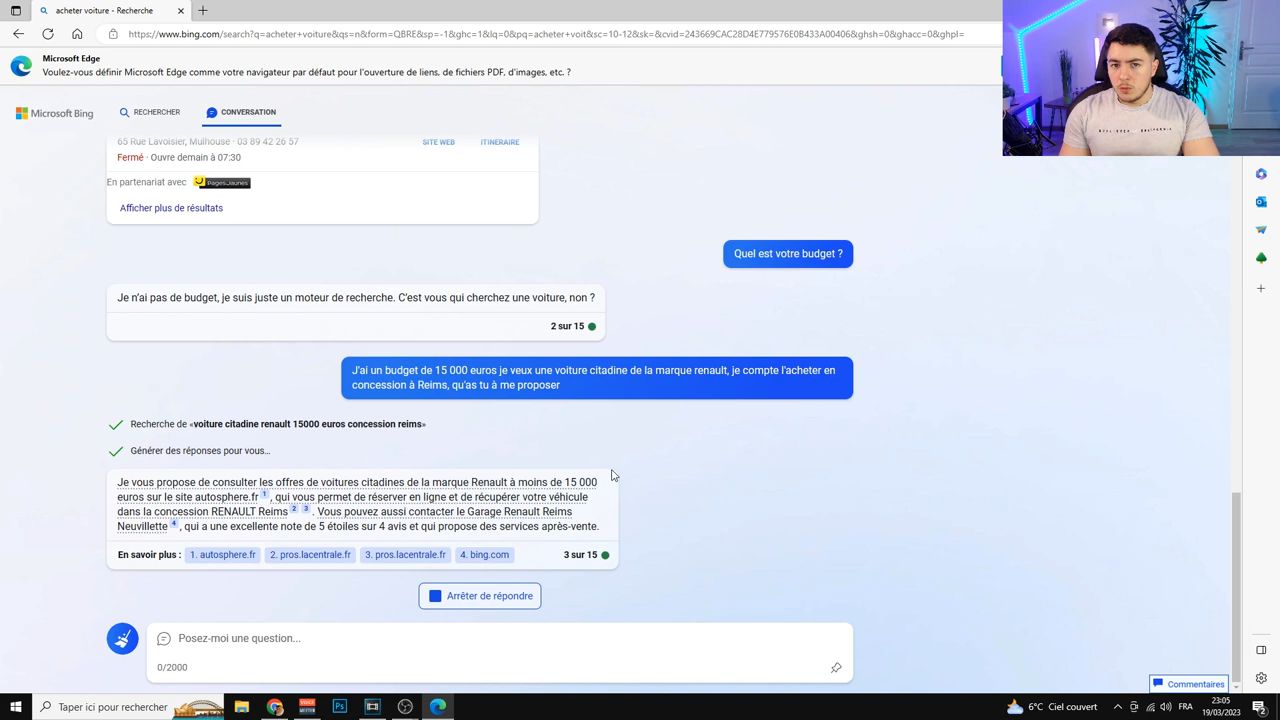 acheter voiture - Recherche
https://www.bing.com/search?q=acheter+voiture&qs=n&form=QBRE&sp=-1&ghc=1&lq=0&pq=acheter+voit&sc=10-12&sk=&cvid=243669CAC28D4E779576E0B433A00406&ghsh=0&ghacc=0&ghpl=
Microsoft Edge
Voulez-vous définir Microsoft Edge comme votre navigateur par défaut pour l'ouverture de liens, de fichiers PDF, d'images, etc. ?
Microsoft Bing
RECHERCHER
CONVERSATION
65 Rue Lavoisier, Mulhouse · 03 89 42 26 57
SITE WEB
ITINÉRAIRE
Fermé · Ouvre demain à 07:30
En partenariat avec
PagesJaunes
Afficher plus de résultats
Quel est votre budget ?
Je n'ai pas de budget, je suis juste un moteur de recherche. C'est vous qui cherchez une voiture, non ?
2 sur 15
J'ai un budget de 15 000 euros je veux une voiture citadine de la marque renault, je compte l'acheter en
concession à Reims, qu'as tu à me proposer
Recherche de «voiture citadine renault 15000 euros concession reims»
Générer des réponses pour vous…
Je vous propose de consulter les offres de voitures citadines de la marque Renault à moins de 15 000
euros sur le site autosphere.fr 1, qui vous permet de réserver en ligne et de récupérer votre véhicule
dans la concession RENAULT Reims 2 3. Vous pouvez aussi contacter le Garage Renault Reims
Neuvillette 4, qui a une excellente note de 5 étoiles sur 4 avis et qui propose des services après-vente.
En savoir plus :
1. autosphere.fr
2. pros.lacentrale.fr
3. pros.lacentrale.fr
4. bing.com
3 sur 15
Arrêter de répondre
Posez-moi une question...
0/2000
Commentaires
Taper ici pour rechercher
Ps
6°C Ciel couvert
FRA
23:05
19/03/2023
2